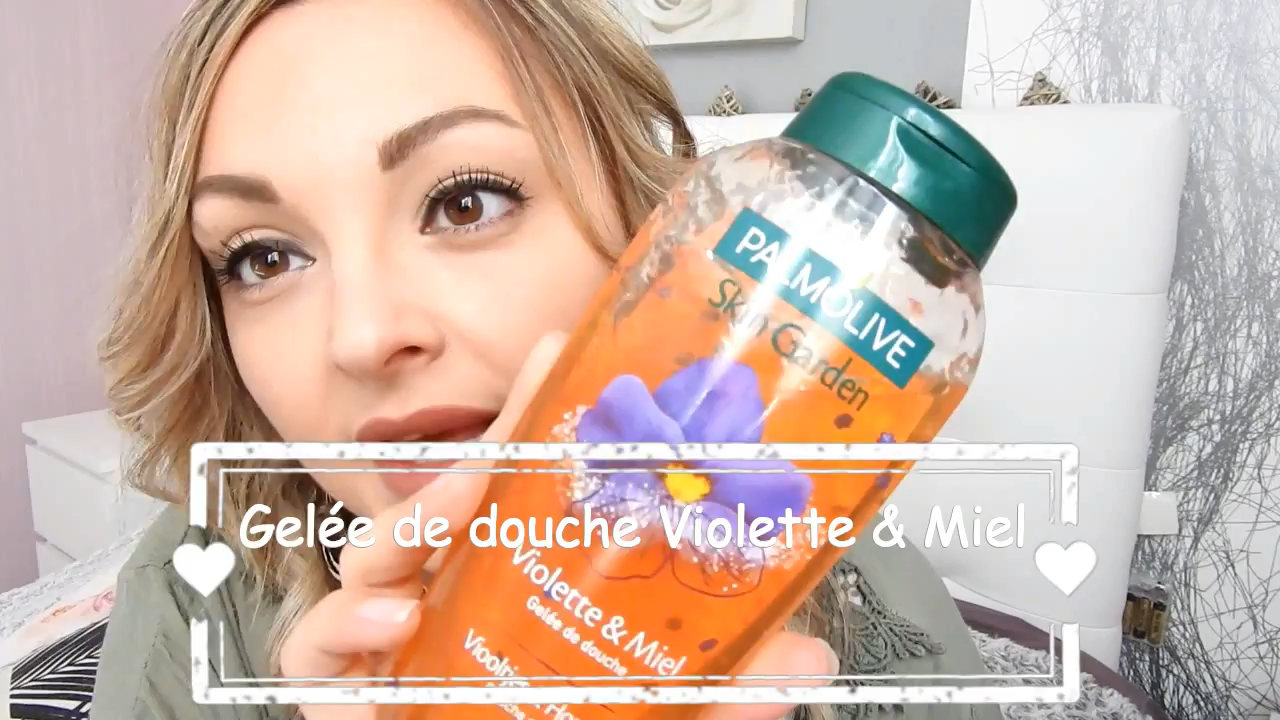 PALMOLIVE
Skin Garden
Gelée de douche Violette & Miel
Violette & Miel
Gelée de douche